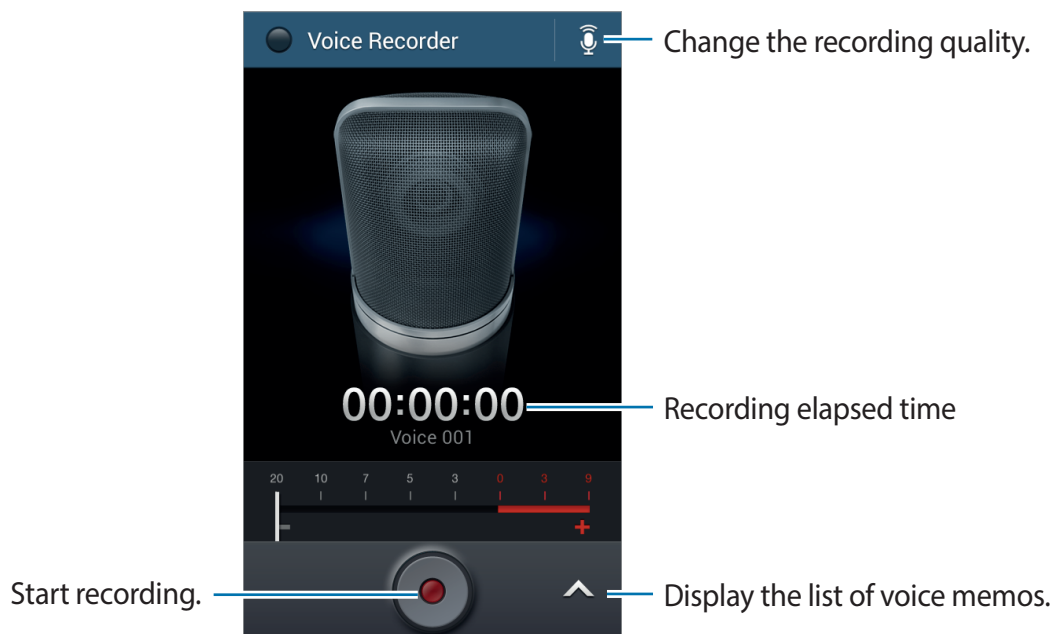 Voice Recorder
Change the recording quality.
00:00:00
Recording elapsed time
Voice 001
20 10 7 5 3 0 3 9
- +
Start recording.
Display the list of voice memos.